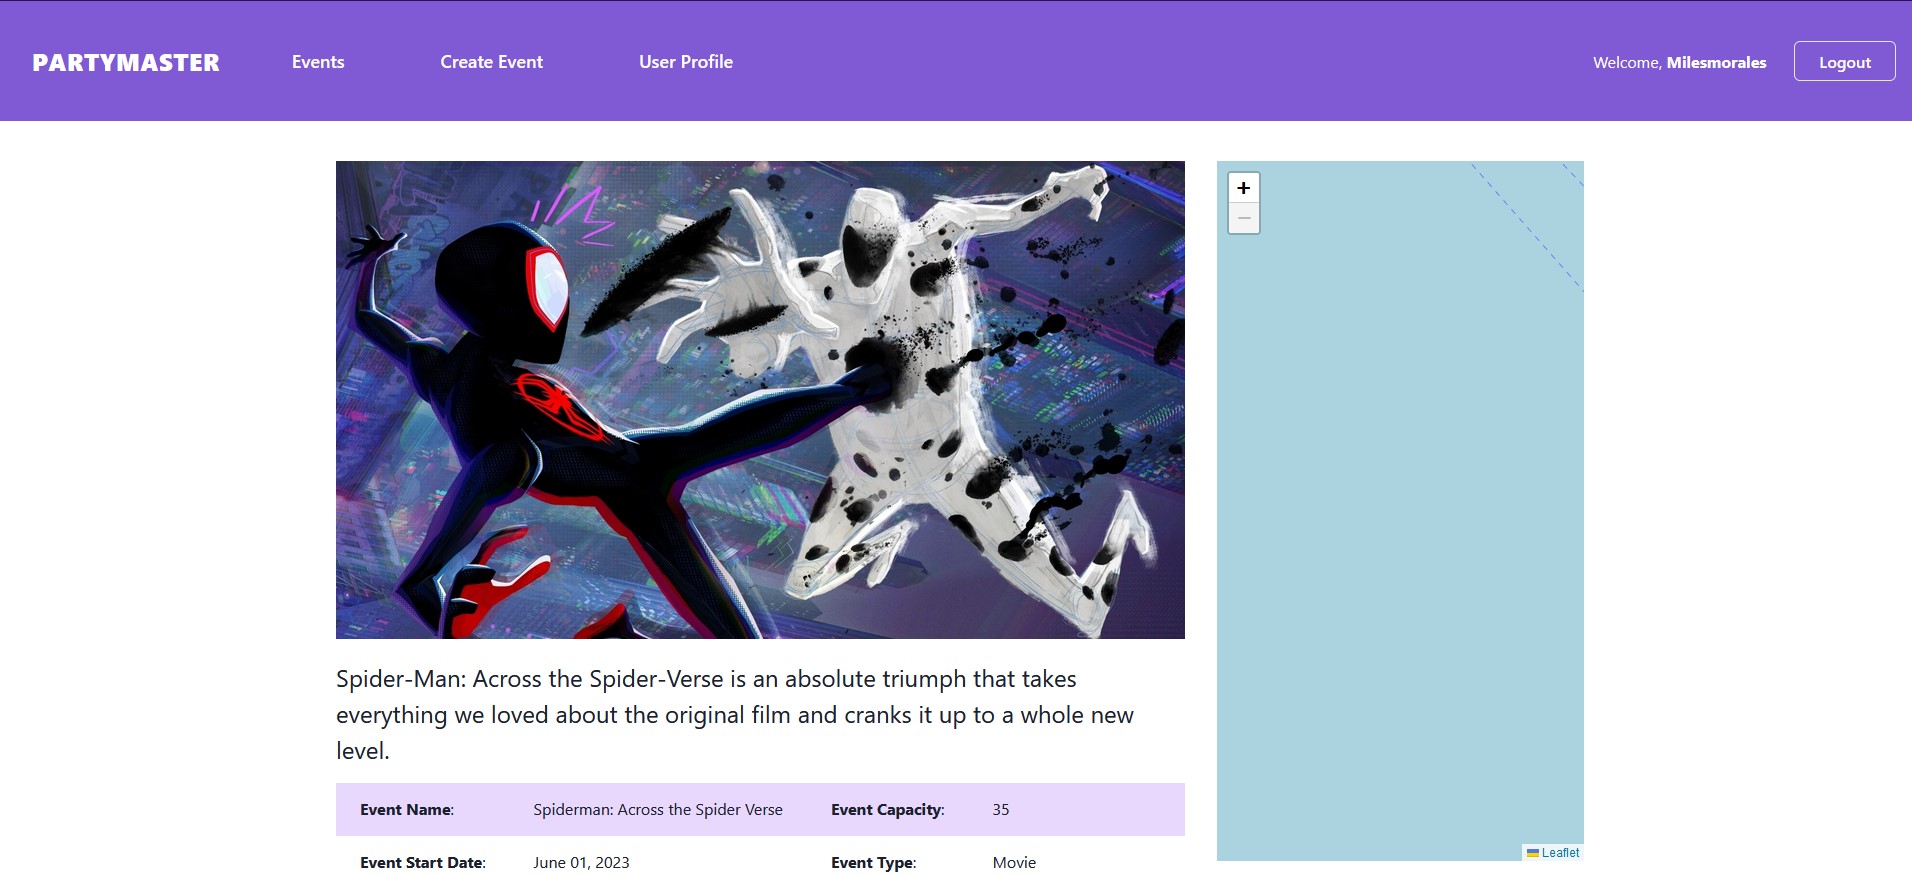 PARTYMASTER Events Create Event User Profile Welcome, Milesmorales Logout
+
−
Spider-Man: Across the Spider-Verse is an absolute triumph that takes
everything we loved about the original film and cranks it up to a whole new
level.
Event Name: Spiderman: Across the Spider Verse Event Capacity: 35
Event Start Date: June 01, 2023 Event Type: Movie
Leaflet